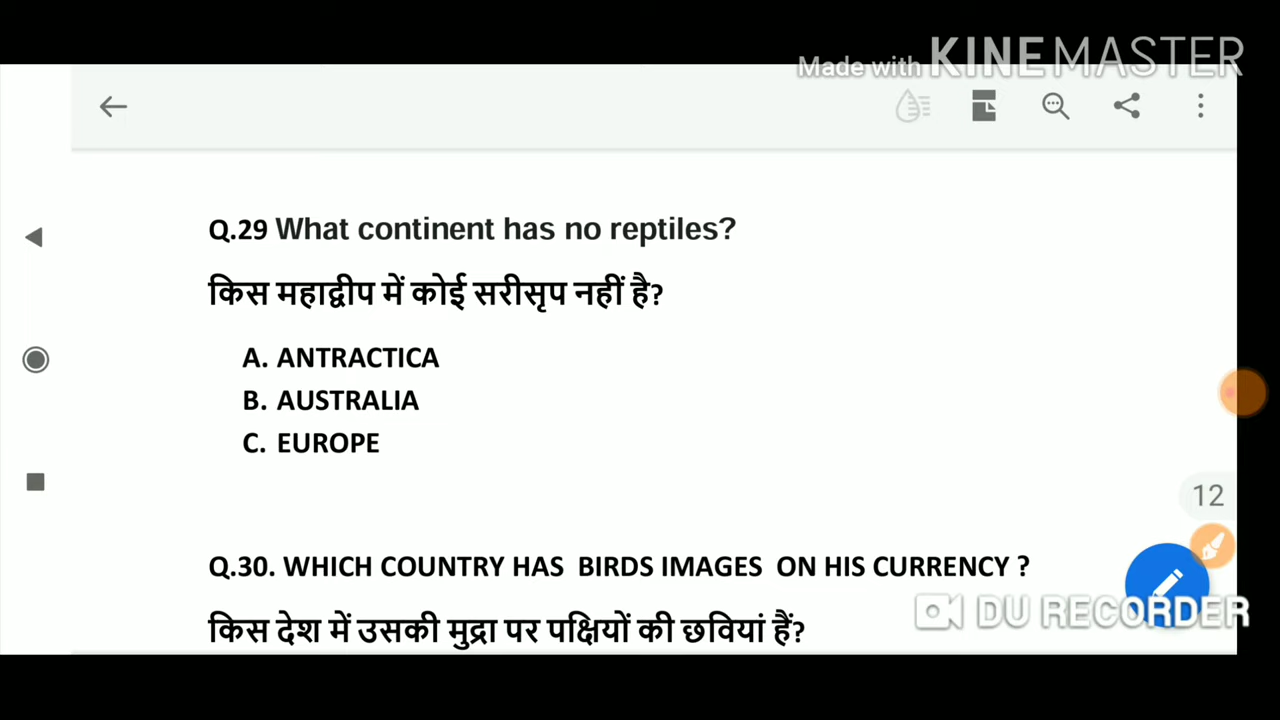 Made with KINEMASTER
Q.29 What continent has no reptiles?
किस महाद्वीप में कोई सरीसृप नहीं है?
A. ANTRACTICA
B. AUSTRALIA
C. EUROPE
12
Q.30. WHICH COUNTRY HAS BIRDS IMAGES ON HIS CURRENCY ?
DU RECORDER
किस देश में उसकी मुद्रा पर पक्षियों की छवियां हैं?